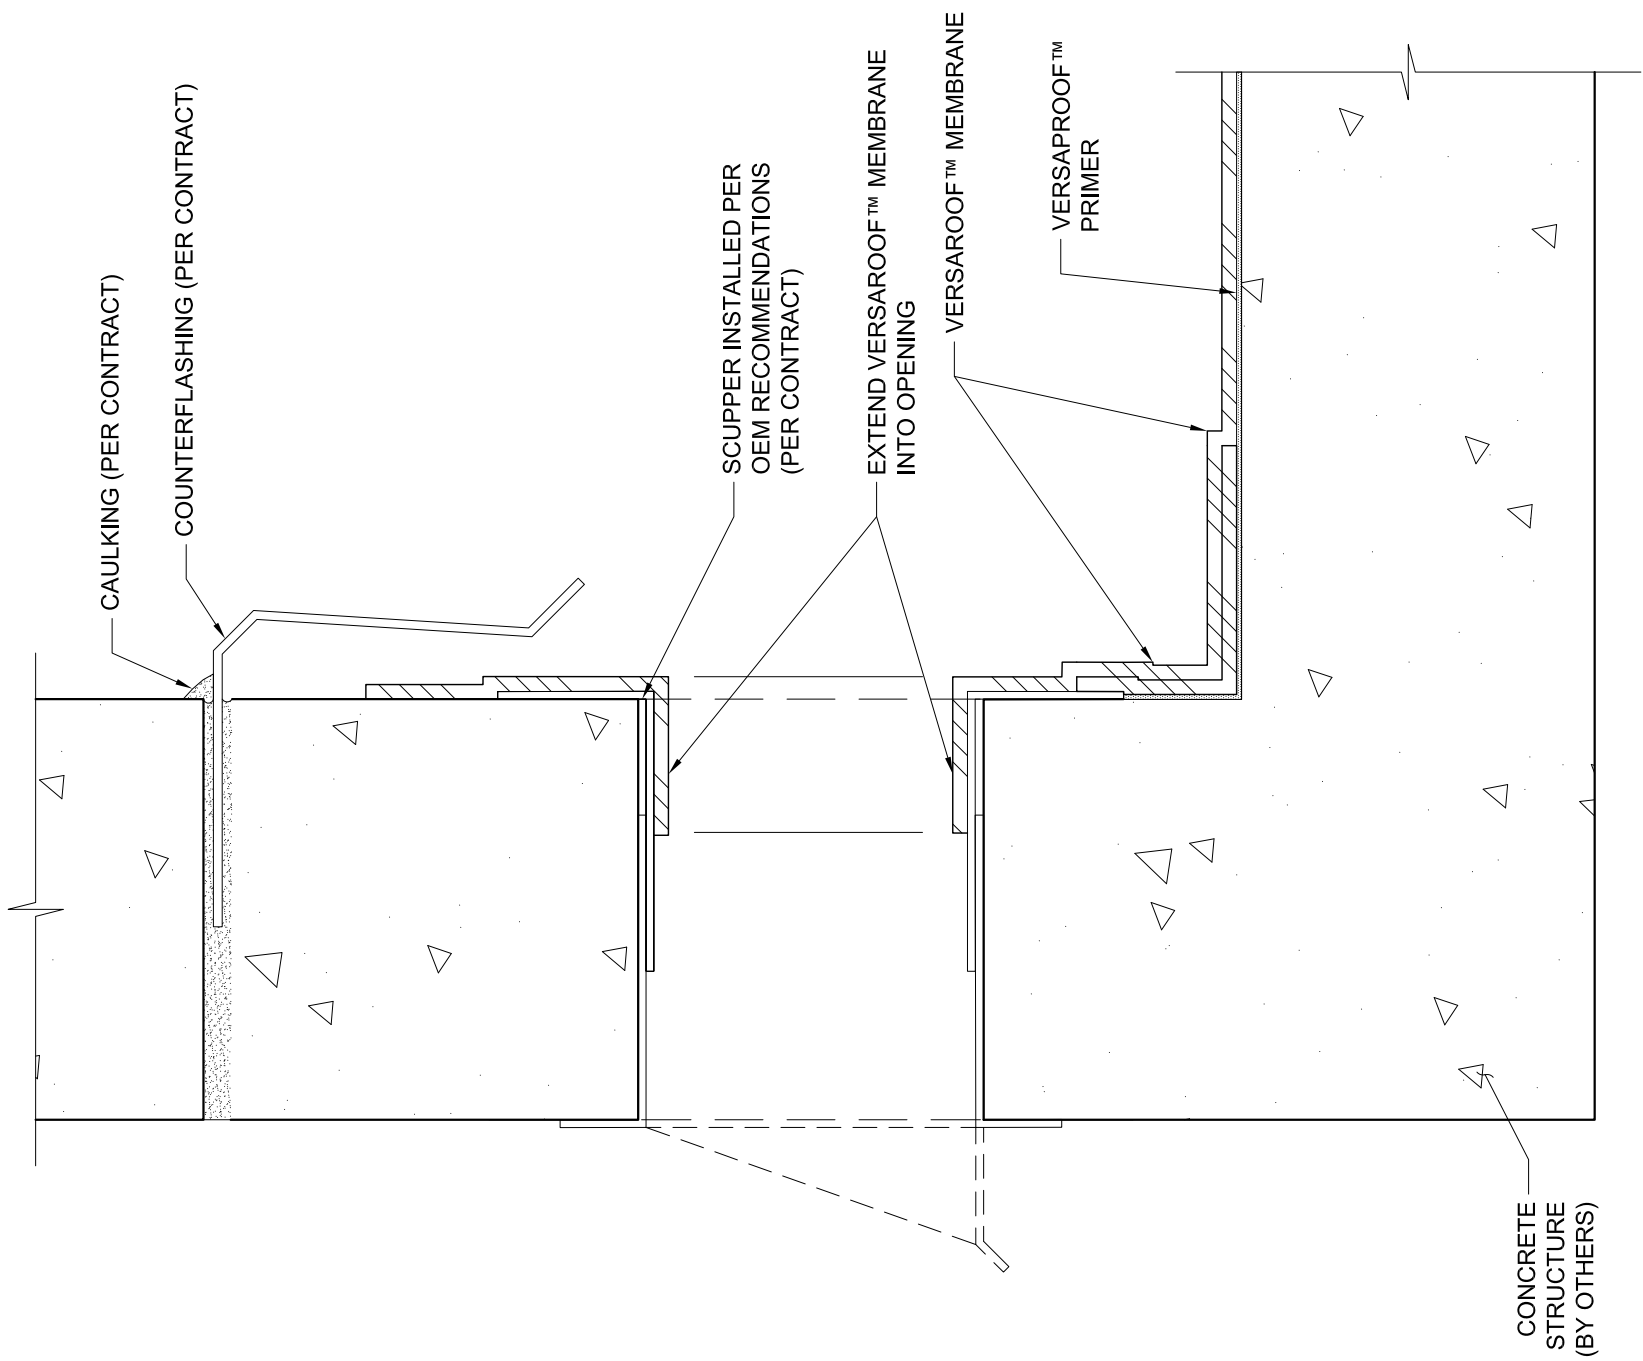 CAULKING (PER CONTRACT)
COUNTERFLASHING (PER CONTRACT)
SCUPPER INSTALLED PER
OEM RECOMMENDATIONS
(PER CONTRACT)
EXTEND VERSAROOF™ MEMBRANE
INTO OPENING
VERSAROOF™ MEMBRANE
VERSAPROOF™
PRIMER
CONCRETE
STRUCTURE
(BY OTHERS)